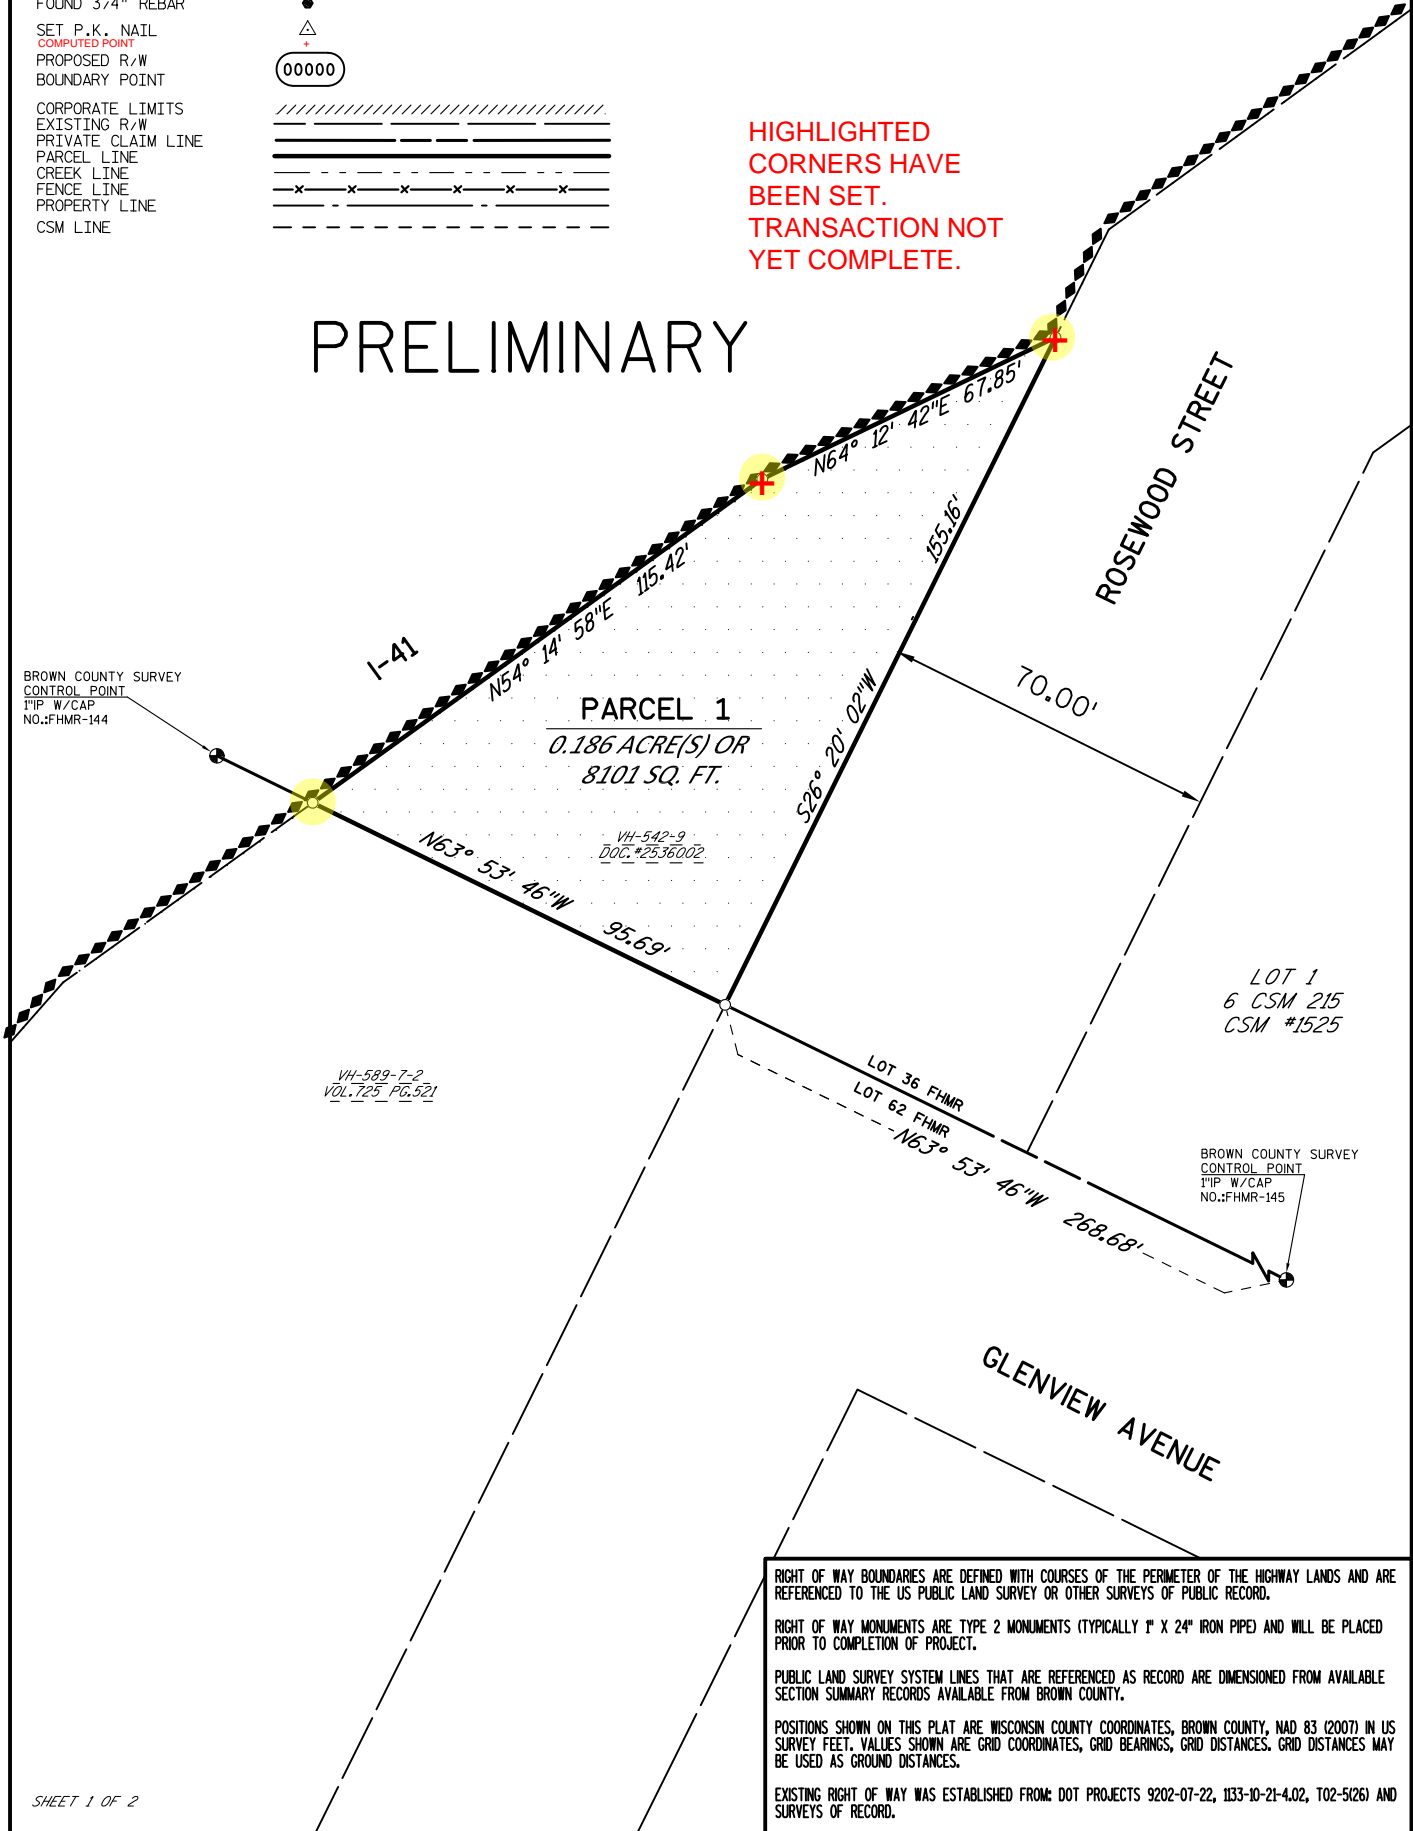 FOUND 3/4" REBAR
SET P.K. NAIL
COMPUTED POINT
PROPOSED R/W
BOUNDARY POINT
00000
CORPORATE LIMITS
EXISTING R/W
PRIVATE CLAIM LINE
PARCEL LINE
CREEK LINE
FENCE LINE
PROPERTY LINE
CSM LINE
HIGHLIGHTED
CORNERS HAVE
BEEN SET.
TRANSACTION NOT
YET COMPLETE.
PRELIMINARY
N64° 12' 42"E 67.85'
ROSEWOOD STREET
N54° 14' 58"E 115.42'
155.16'
S26° 20' 02"W
I-41
70.00'
BROWN COUNTY SURVEY
CONTROL POINT
1"IP W/CAP
NO.:FHMR-144
PARCEL 1
0.186 ACRE(S) OR
8101 SQ. FT.
VH-542-9
DOC.#2536002
N63° 53' 46"W 95.69'
LOT 1
6 CSM 215
CSM #1525
VH-589-7-2
VOL.725 PG.521
LOT 36 FHMR
LOT 62 FHMR
N63° 53' 46"W 268.68'
BROWN COUNTY SURVEY
CONTROL POINT
1"IP W/CAP
NO.:FHMR-145
GLENVIEW AVENUE
RIGHT OF WAY BOUNDARIES ARE DEFINED WITH COURSES OF THE PERIMETER OF THE HIGHWAY LANDS AND ARE
REFERENCED TO THE US PUBLIC LAND SURVEY OR OTHER SURVEYS OF PUBLIC RECORD.
RIGHT OF WAY MONUMENTS ARE TYPE 2 MONUMENTS (TYPICALLY 1" X 24" IRON PIPE) AND WILL BE PLACED
PRIOR TO COMPLETION OF PROJECT.
PUBLIC LAND SURVEY SYSTEM LINES THAT ARE REFERENCED AS RECORD ARE DIMENSIONED FROM AVAILABLE
SECTION SUMMARY RECORDS AVAILABLE FROM BROWN COUNTY.
POSITIONS SHOWN ON THIS PLAT ARE WISCONSIN COUNTY COORDINATES, BROWN COUNTY, NAD 83 (2007) IN US
SURVEY FEET. VALUES SHOWN ARE GRID COORDINATES, GRID BEARINGS, GRID DISTANCES. GRID DISTANCES MAY
BE USED AS GROUND DISTANCES.
EXISTING RIGHT OF WAY WAS ESTABLISHED FROM: DOT PROJECTS 9202-07-22, 1133-10-21-4.02, T02-5(26) AND
SURVEYS OF RECORD.
SHEET 1 OF 2